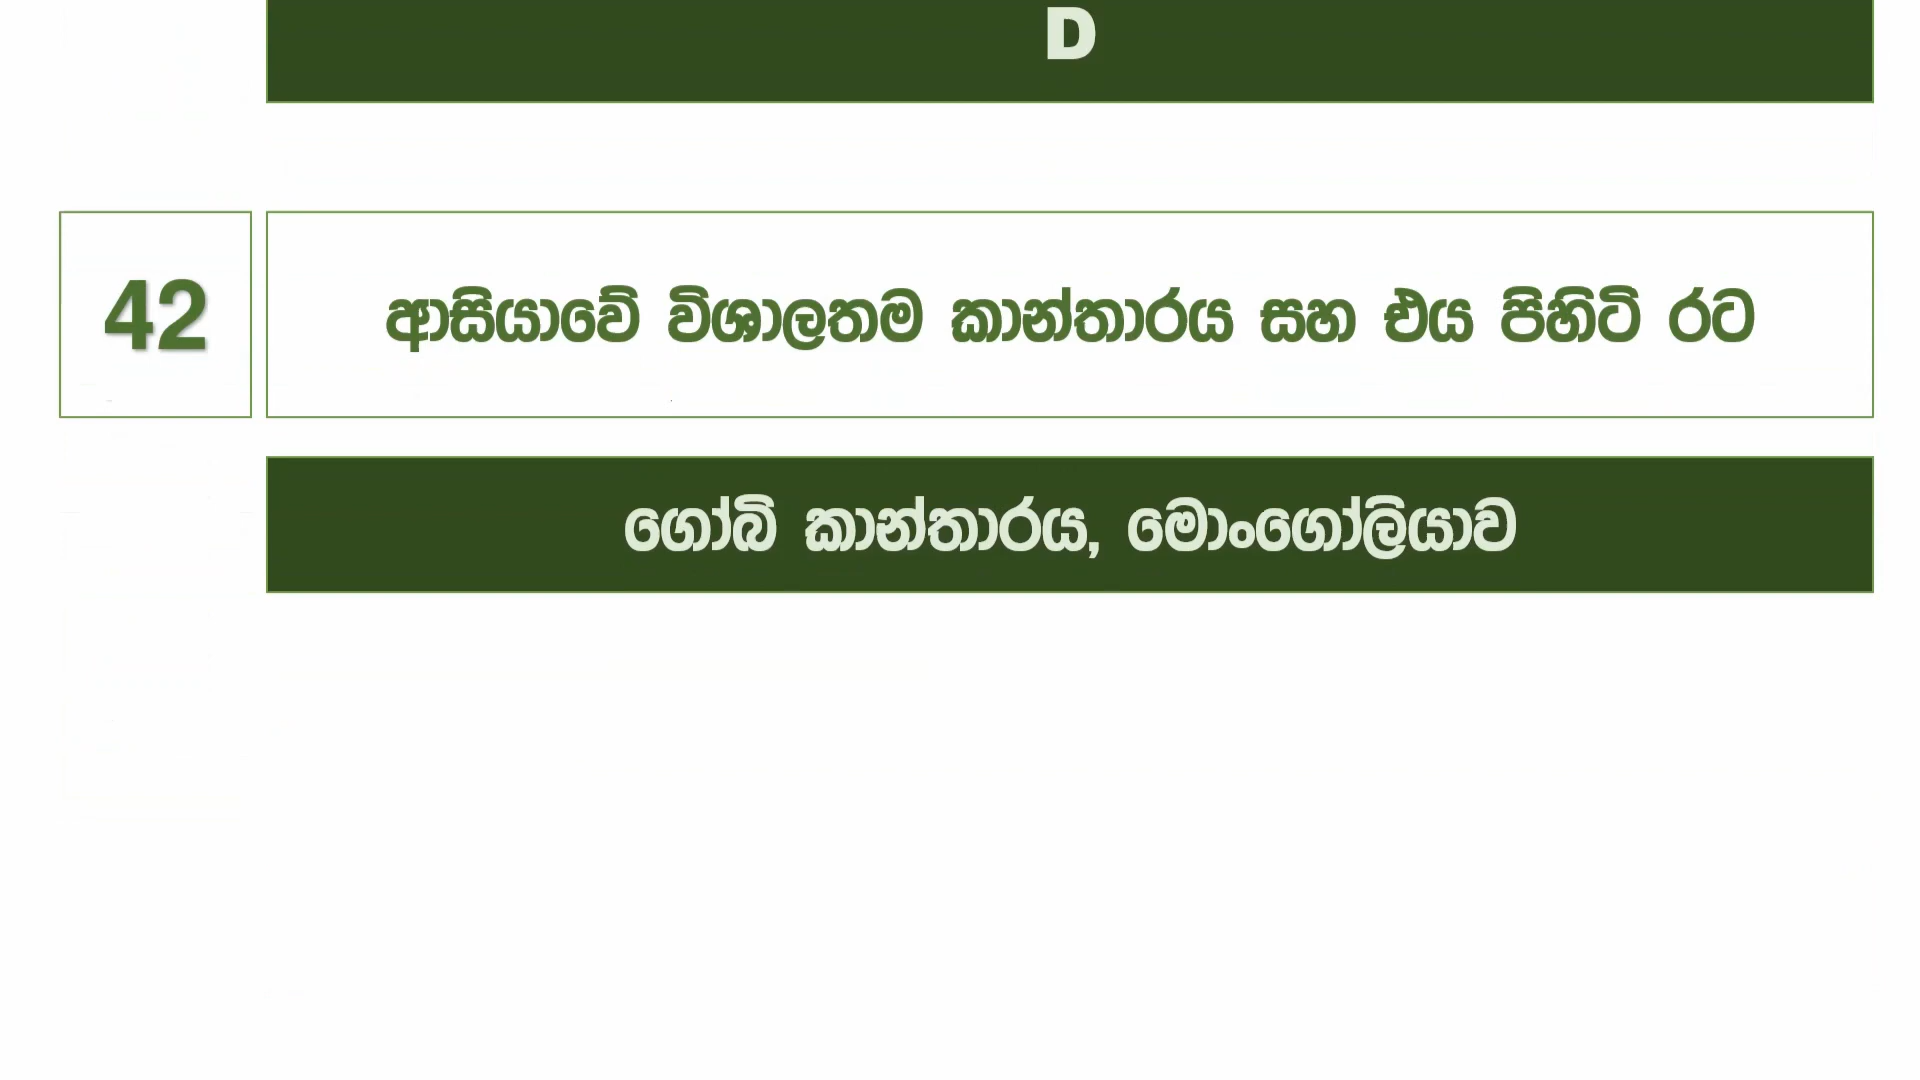 D
42
ආසියාවේ විශාලතම කාන්තාරය සහ එය පිහිටි රට
ගෝබි කාන්තාරය, මොංගෝලියාව